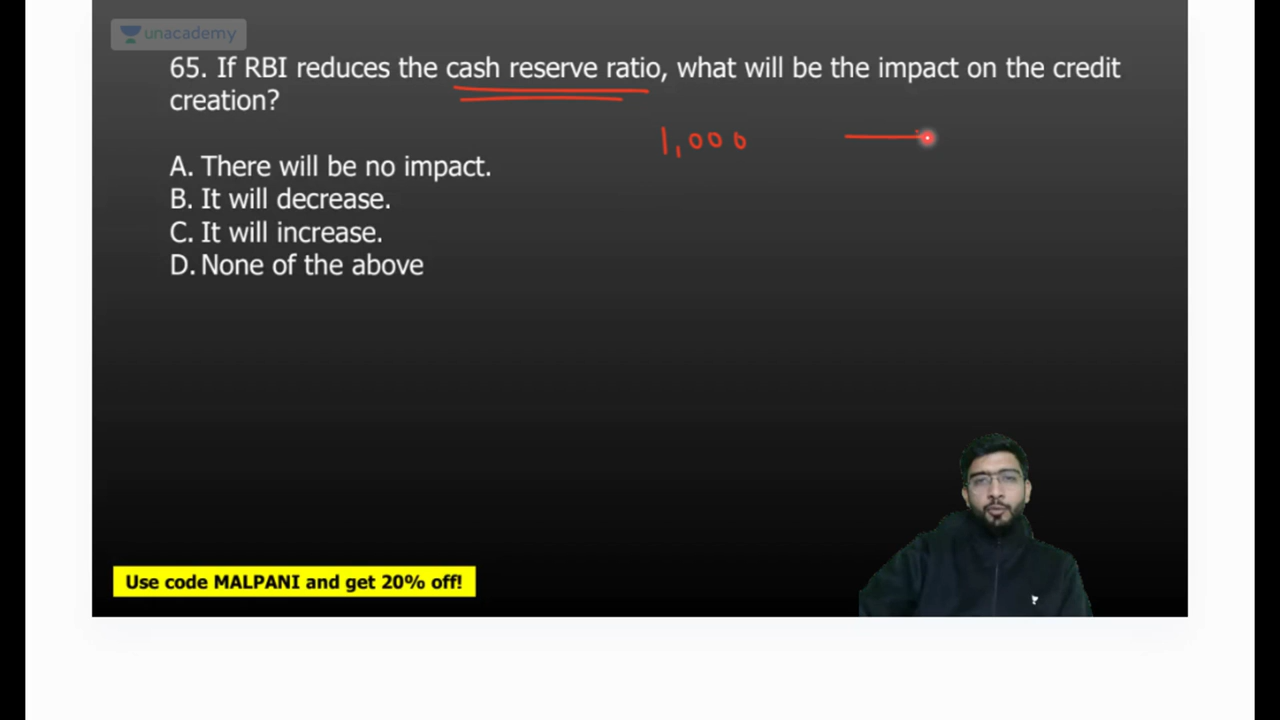 unacademy
65. If RBI reduces the cash reserve ratio, what will be the impact on the credit
creation?
1,000
A. There will be no impact.
B. It will decrease.
C. It will increase.
D. None of the above
Use code MALPANI and get 20% off!